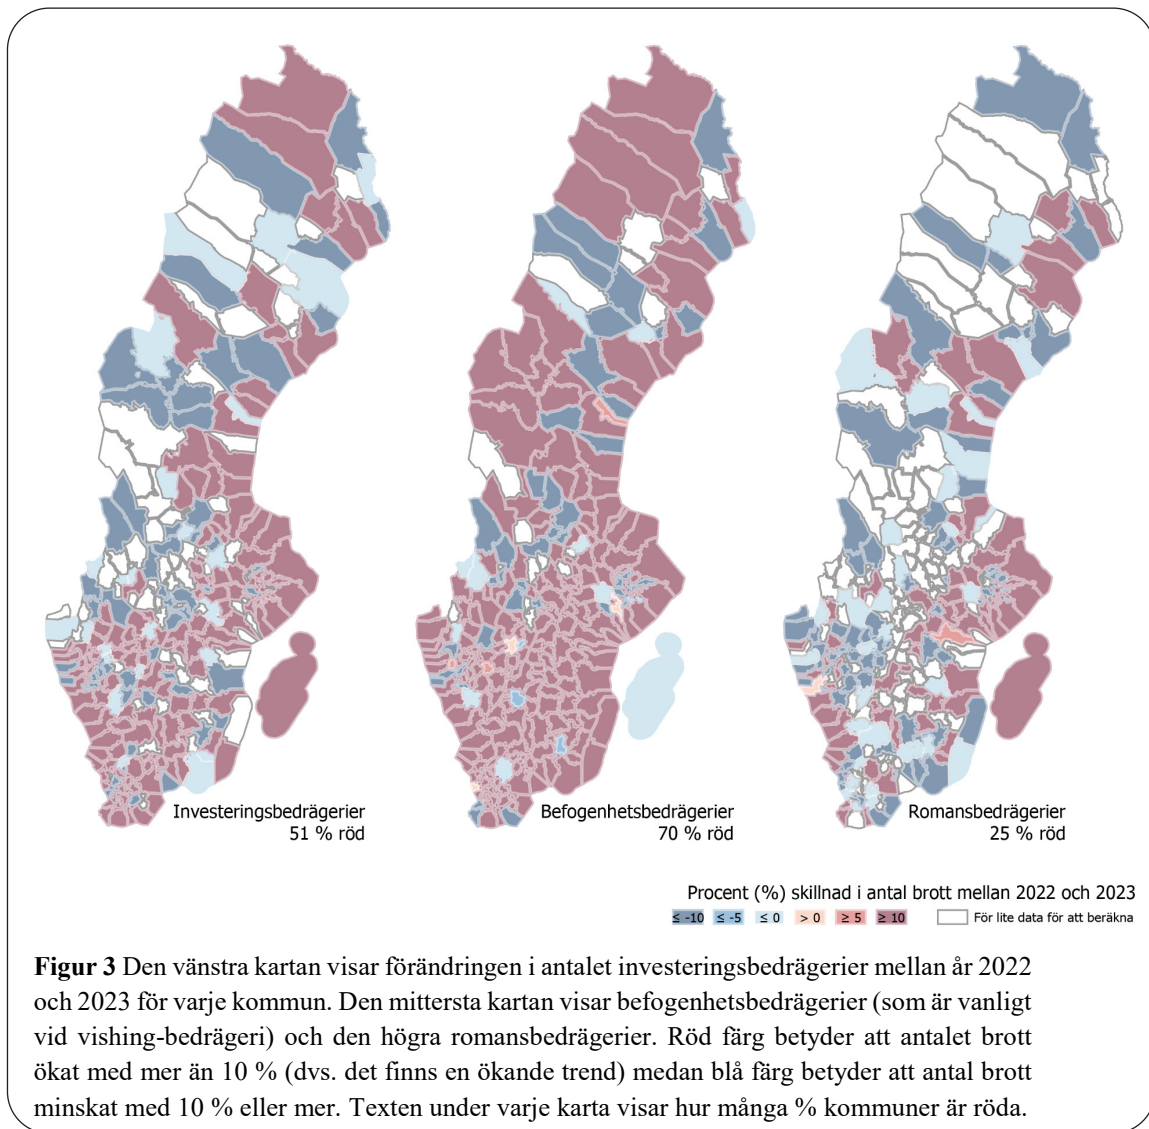 Investeringsbedrägerier
51 % röd
Befogenhetsbedrägerier
70 % röd
Romansbedrägerier
25 % röd
Procent (%) skillnad i antal brott mellan 2022 och 2023
≤ -10 ≤ -5 ≤ 0 > 0 ≥ 5 ≥ 10 För lite data för att beräkna
Figur 3 Den vänstra kartan visar förändringen i antalet investeringsbedrägerier mellan år 2022
och 2023 för varje kommun. Den mittersta kartan visar befogenhetsbedrägerier (som är vanligt
vid vishing-bedrägeri) och den högra romansbedrägerier. Röd färg betyder att antalet brott
ökat med mer än 10 % (dvs. det finns en ökande trend) medan blå färg betyder att antal brott
minskat med 10 % eller mer. Texten under varje karta visar hur många % kommuner är röda.